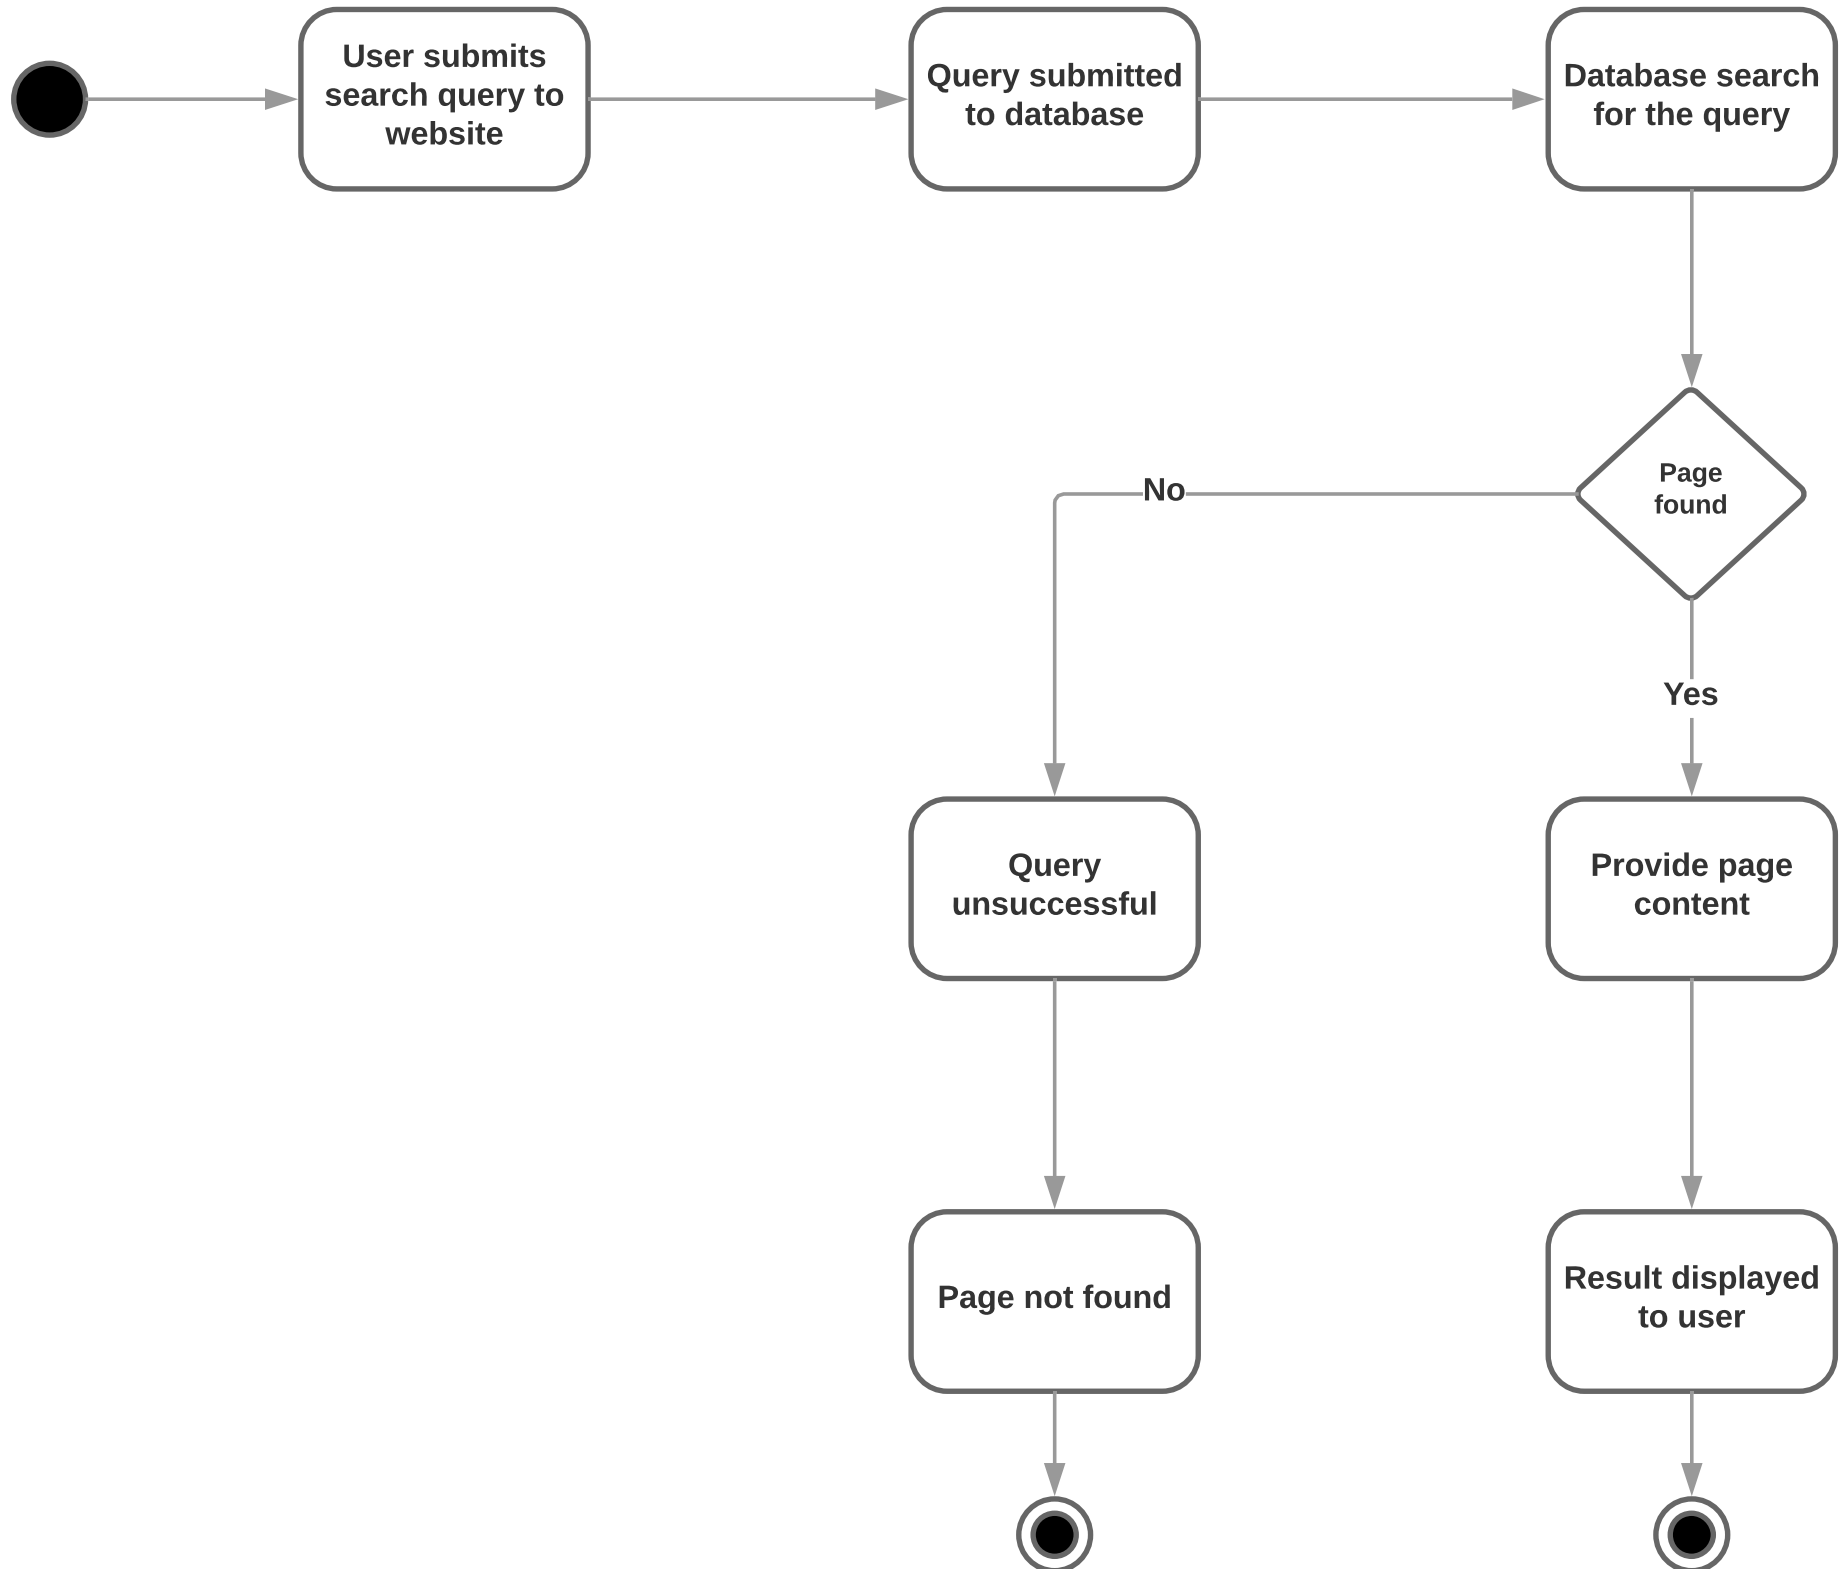 User submits
search query to
website
Query submitted
to database
Database search
for the query
Page
found
No
Yes
Query
unsuccessful
Provide page
content
Page not found
Result displayed
to user